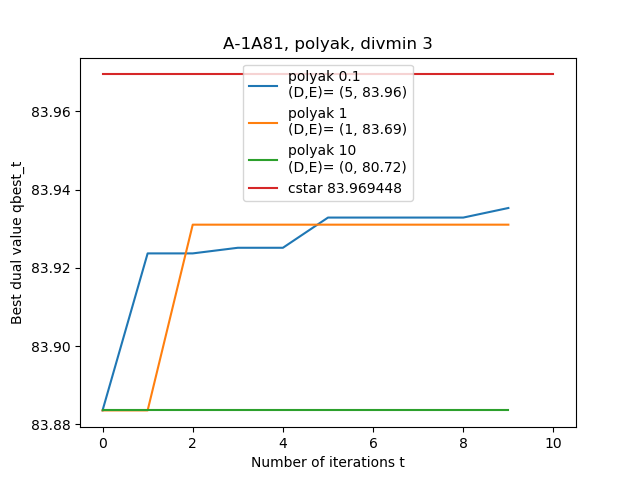 A-1A81, polyak, divmin 3
polyak 0.1
(D,E)= (5, 83.96)
polyak 1
(D,E)= (1, 83.69)
polyak 10
(D,E)= (0, 80.72)
cstar 83.969448
Best dual value qbest_t
83.96
83.94
83.92
83.90
83.88
0 2 4 6 8 10
Number of iterations t